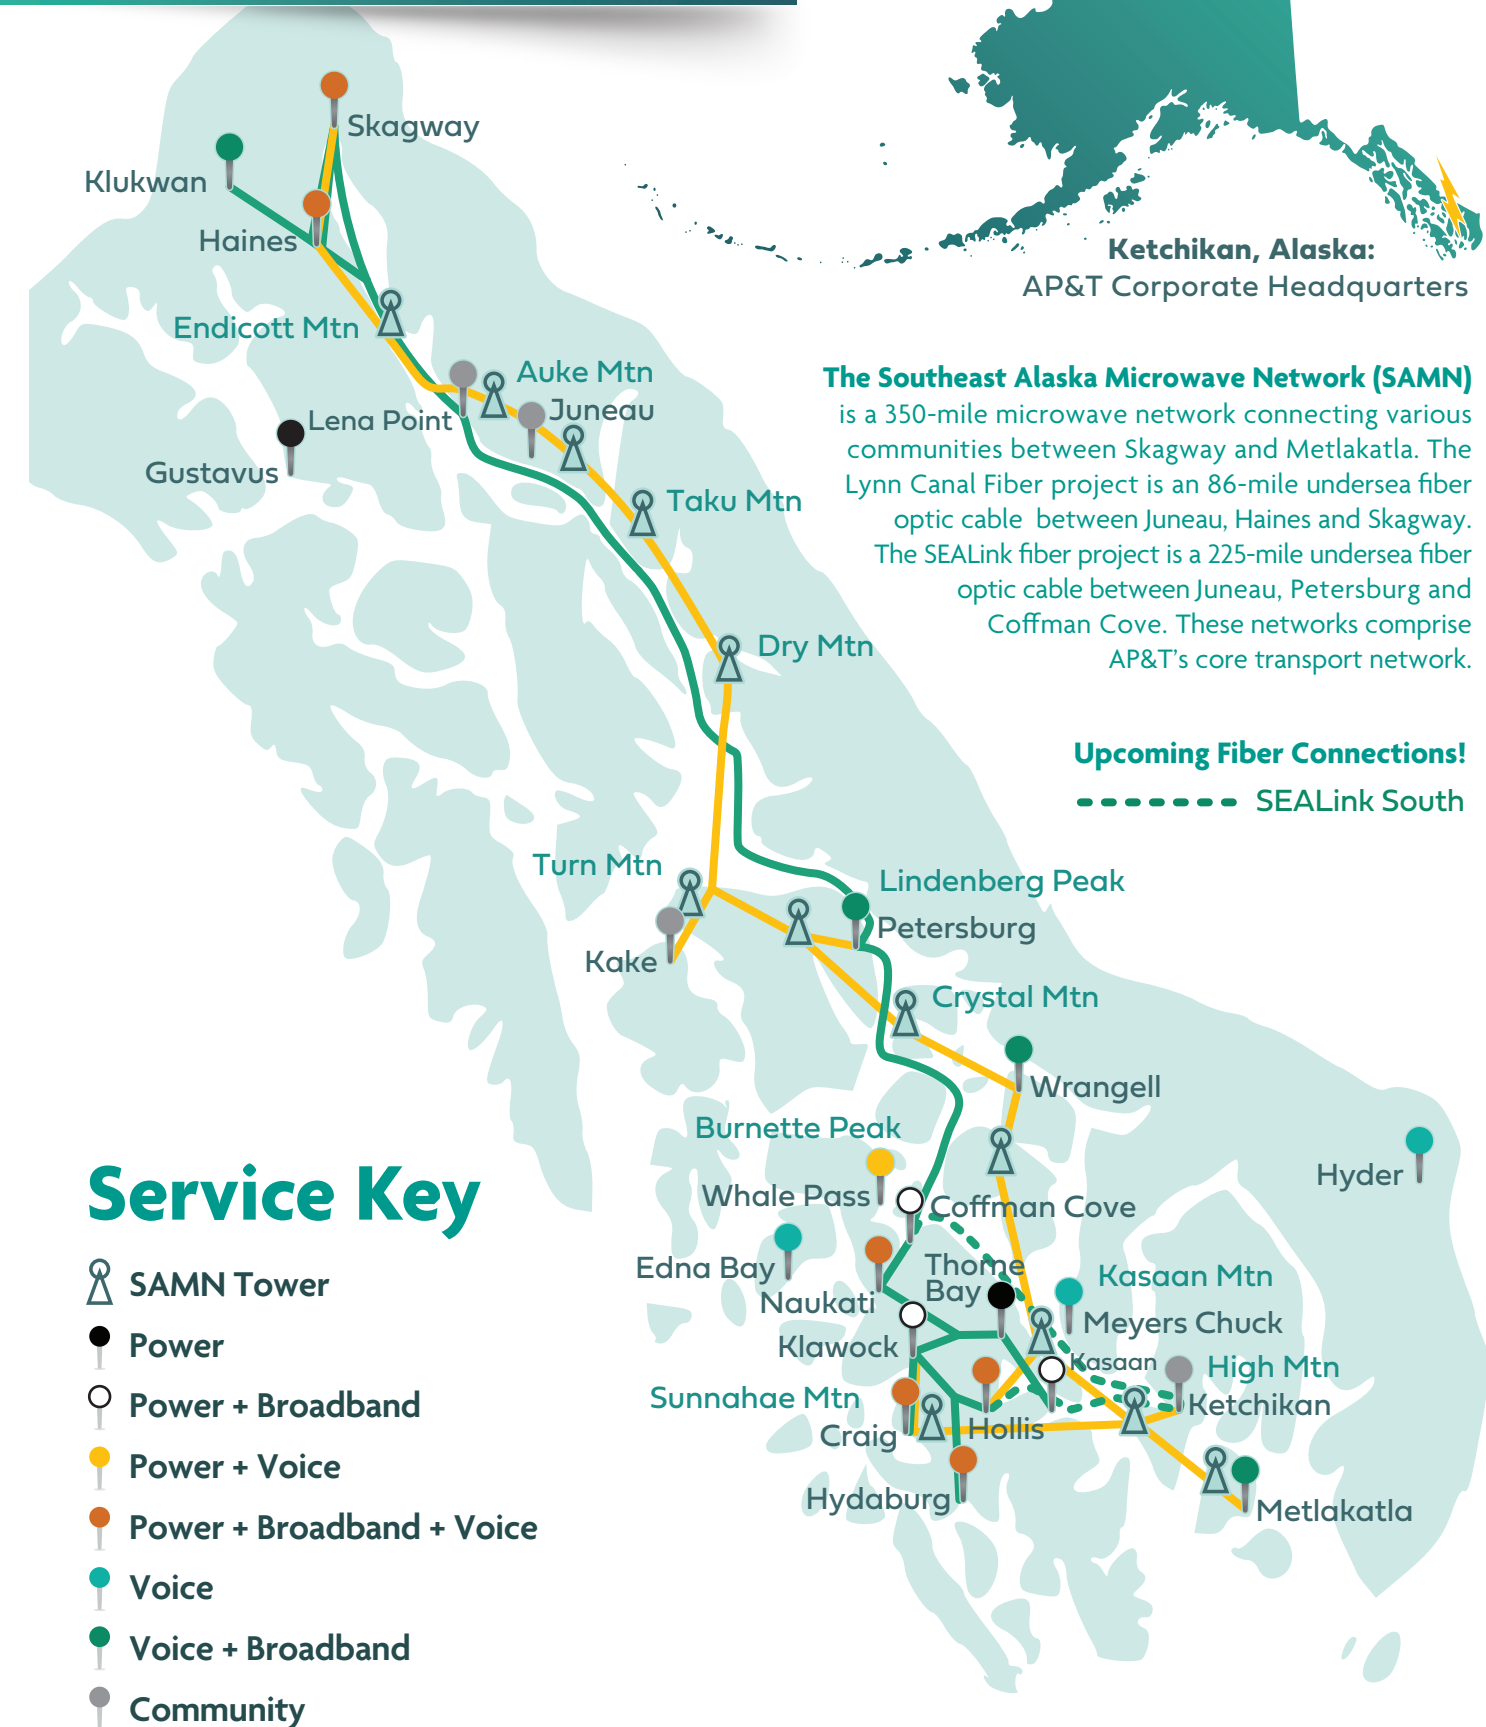 Skagway
Klukwan
Haines
Ketchikan, Alaska:
AP&T Corporate Headquarters
Endicott Mtn
Auke Mtn
Juneau
Lena Point
Gustavus
The Southeast Alaska Microwave Network (SAMN)
is a 350-mile microwave network connecting various
communities between Skagway and Metlakatla. The
Lynn Canal Fiber project is an 86-mile undersea fiber
optic cable between Juneau, Haines and Skagway.
The SEALink fiber project is a 225-mile undersea fiber
optic cable between Juneau, Petersburg and
Coffman Cove. These networks comprise
AP&T's core transport network.
Taku Mtn
Dry Mtn
Upcoming Fiber Connections!
SEALink South
Turn Mtn
Lindenberg Peak
Petersburg
Kake
Crystal Mtn
Wrangell
Burnette Peak
Whale Pass
Coffman Cove
Hyder
Edna Bay
Thorne
Bay
Kasaan Mtn
Naukati
Meyers Chuck
Klawock
Kasaan
High Mtn
Sunnahae Mtn
Ketchikan
Craig
Hollis
Hydaburg
Metlakatla
Service Key
SAMN Tower
Power
Power + Broadband
Power + Voice
Power + Broadband + Voice
Voice
Voice + Broadband
Community